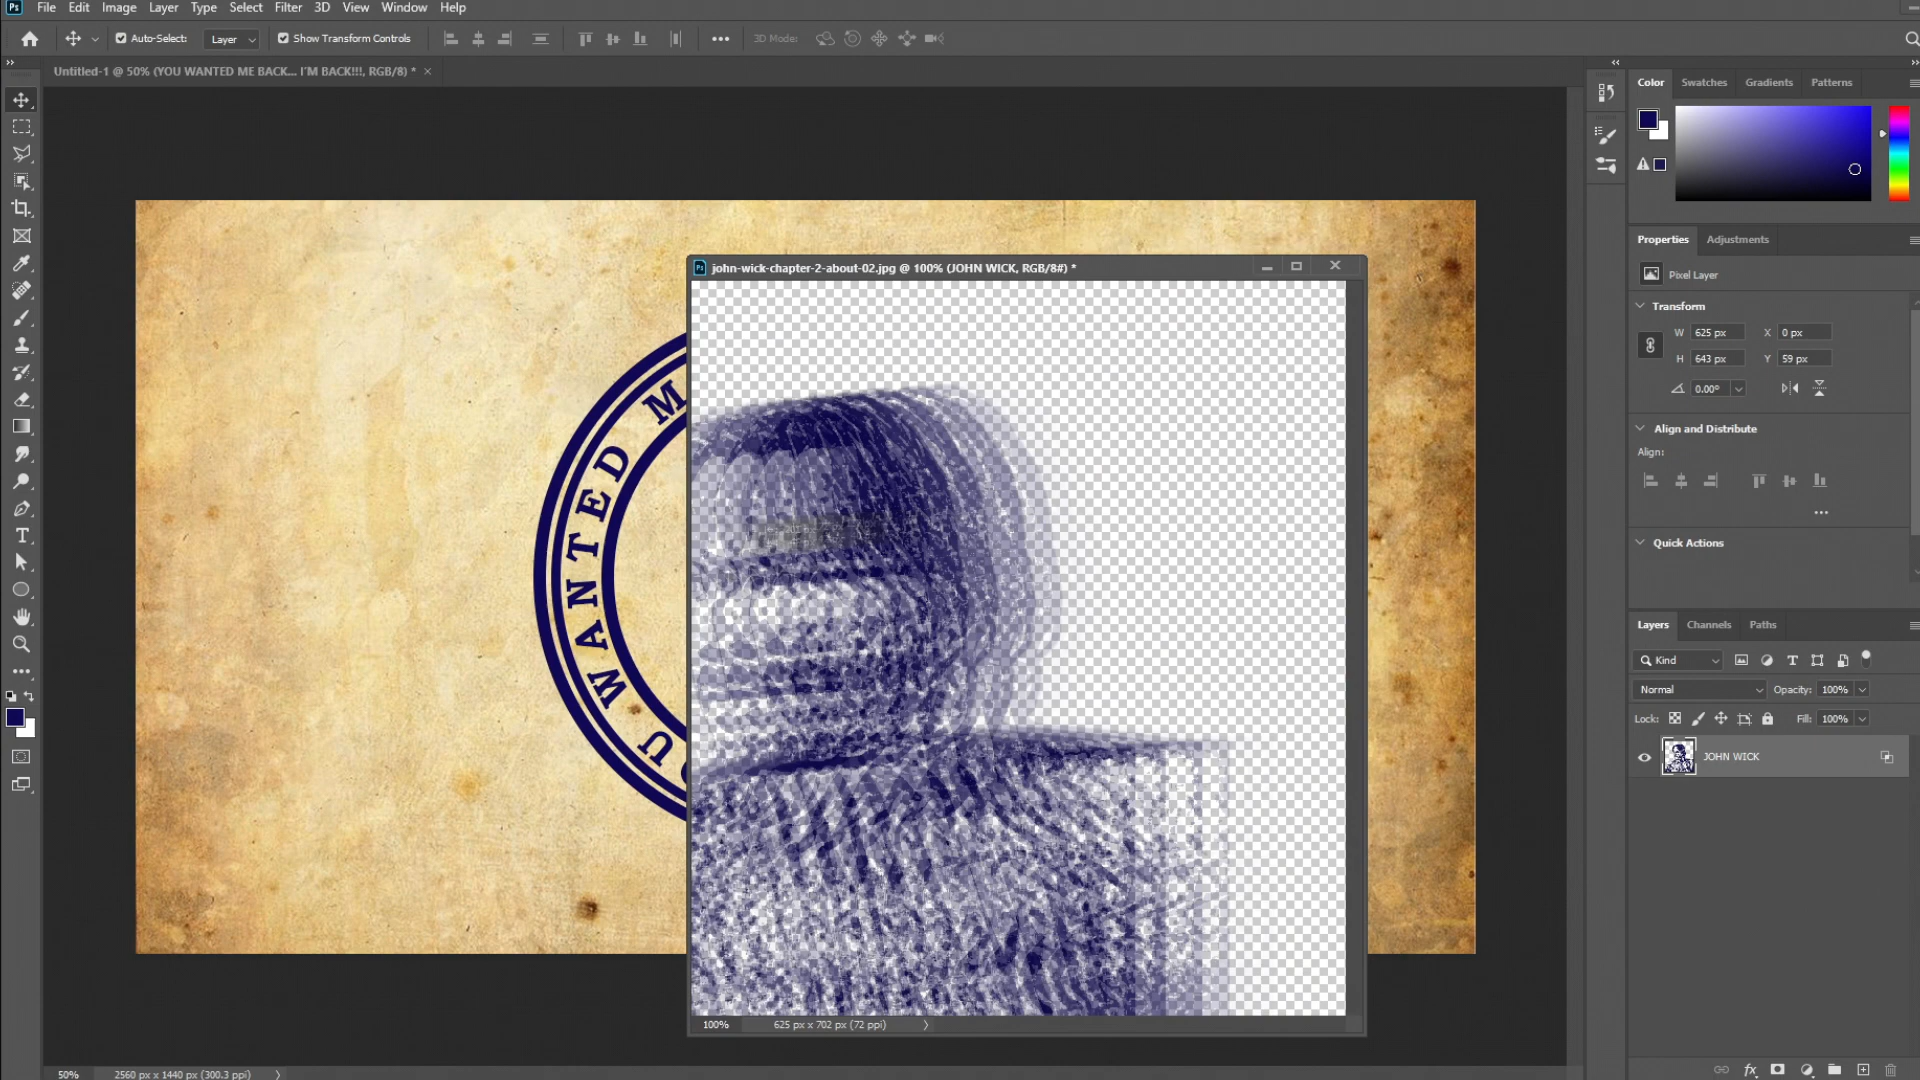 Ps File Edit Image Layer Type Select Filter 3D View Window Help
Auto-Select: Layer Show Transform Controls 3D Mode:
Untitled-1 @ 50% (YOU WANTED ME BACK... I'M BACK!!!, RGB/8) * ×
Color Swatches Gradients Patterns
Properties Adjustments
Pixel Layer
Transform
W 625 px X 0 px
H 643 px Y 59 px
0.00°
Align and Distribute
Align:
Quick Actions
Layers Channels Paths
Kind
Normal Opacity: 100%
Lock: Fill: 100%
JOHN WICK
Ps john-wick-chapter-2-about-02.jpg @ 100% (JOHN WICK, RGB/8#) *
U WANTED M
100% 625 px x 702 px (72 ppi)
50% 2560 px x 1440 px (300.3 ppi)
fx